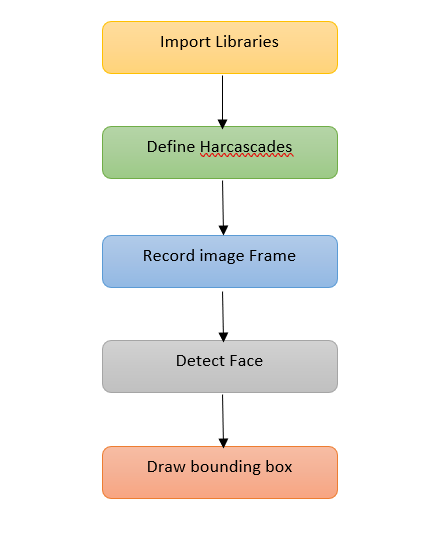 Import Libraries
Define Harcascades
Record image Frame
Detect Face
Draw bounding box